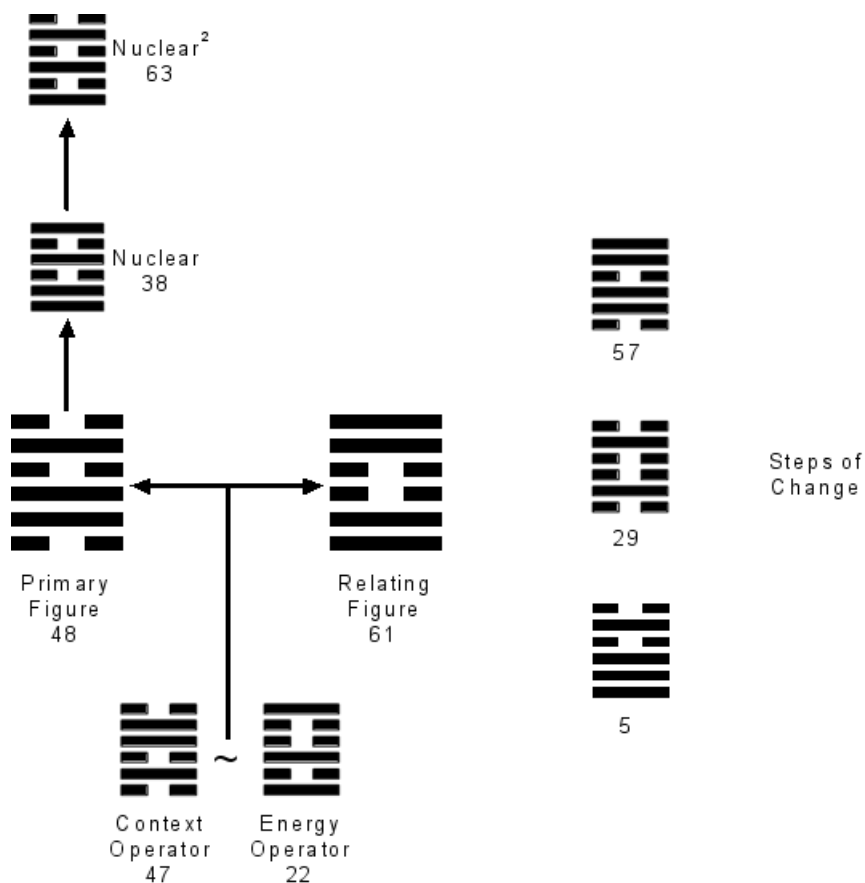 Nuclear²
63
Nuclear
38
57
Primary
Figure
48
Relating
Figure
61
29
Steps of
Change
5
Context
Operator
47
~
Energy
Operator
22